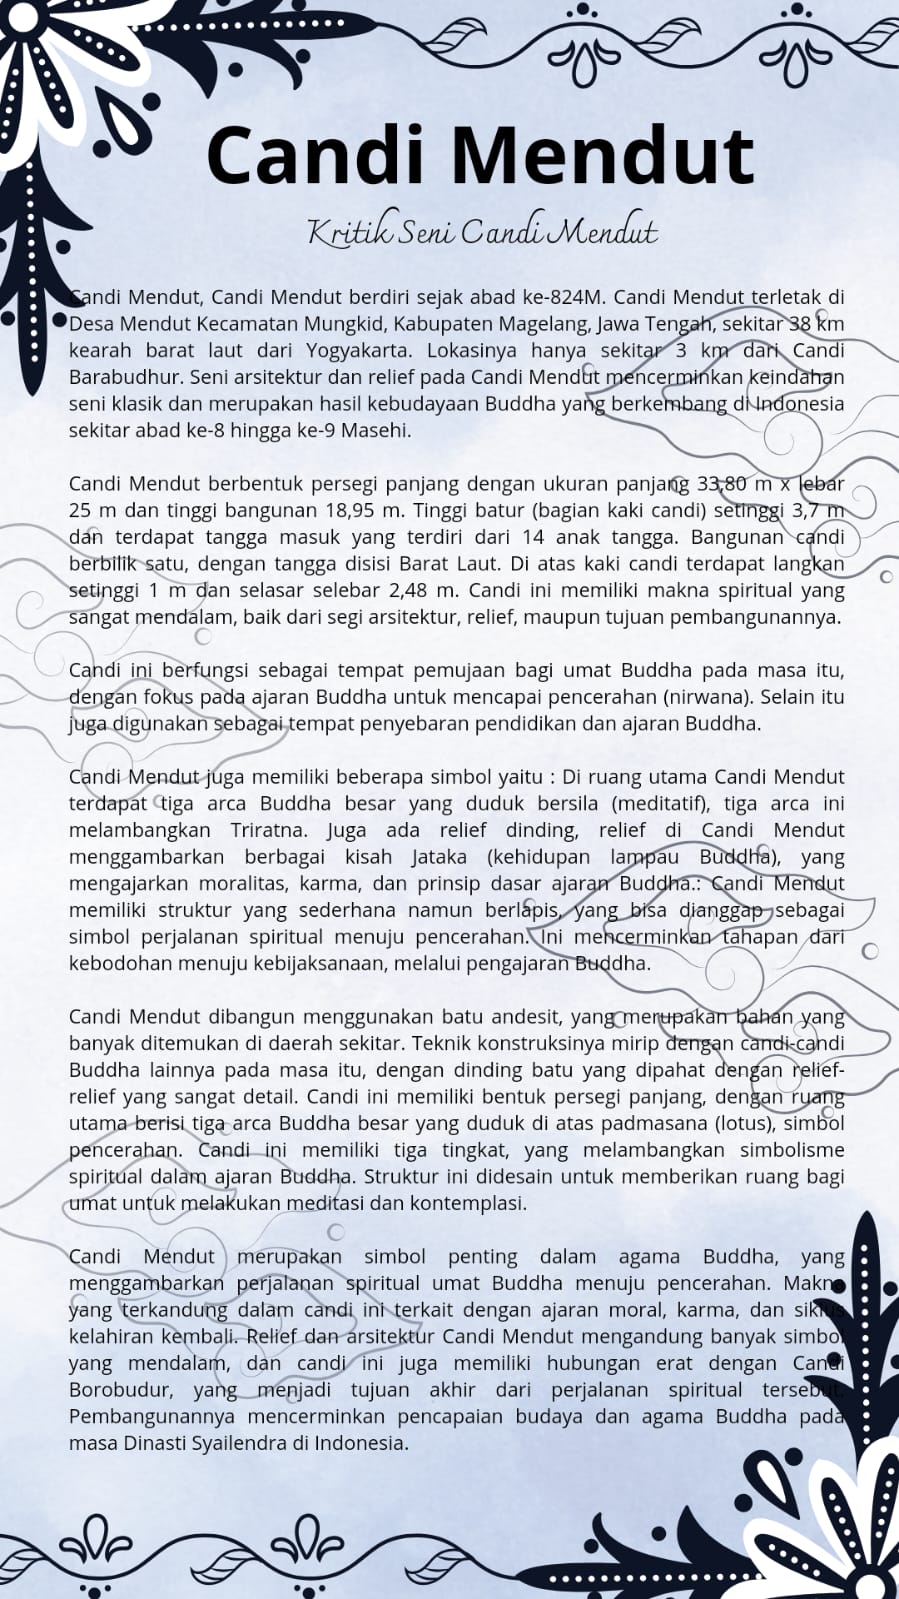 Candi Mendut
Kritik Seni Candi Mendut
Candi Mendut, Candi Mendut berdiri sejak abad ke-824M. Candi Mendut terletak di
Desa Mendut Kecamatan Mungkid, Kabupaten Magelang, Jawa Tengah, sekitar 38 km
kearah barat laut dari Yogyakarta. Lokasinya hanya sekitar 3 km dari Candi
Barabudhur. Seni arsitektur dan relief pada Candi Mendut mencerminkan keindahan
seni klasik dan merupakan hasil kebudayaan Buddha yang berkembang di Indonesia
sekitar abad ke-8 hingga ke-9 Masehi.
Candi Mendut berbentuk persegi panjang dengan ukuran panjang 33,80 m x lebar
25 m dan tinggi bangunan 18,95 m. Tinggi batur (bagian kaki candi) setinggi 3,7 m
dan terdapat tangga masuk yang terdiri dari 14 anak tangga. Bangunan candi
berbilik satu, dengan tangga disisi Barat Laut. Di atas kaki candi terdapat langkan
setinggi 1 m dan selasar selebar 2,48 m. Candi ini memiliki makna spiritual yang
sangat mendalam, baik dari segi arsitektur, relief, maupun tujuan pembangunannya.
Candi ini berfungsi sebagai tempat pemujaan bagi umat Buddha pada masa itu,
dengan fokus pada ajaran Buddha untuk mencapai pencerahan (nirwana). Selain itu
juga digunakan sebagai tempat penyebaran pendidikan dan ajaran Buddha.
Candi Mendut juga memiliki beberapa simbol yaitu : Di ruang utama Candi Mendut
terdapat tiga arca Buddha besar yang duduk bersila (meditatif), tiga arca ini
melambangkan Triratna. Juga ada relief dinding, relief di Candi Mendut
menggambarkan berbagai kisah Jataka (kehidupan lampau Buddha), yang
mengajarkan moralitas, karma, dan prinsip dasar ajaran Buddha.: Candi Mendut
memiliki struktur yang sederhana namun berlapis, yang bisa dianggap sebagai
simbol perjalanan spiritual menuju pencerahan. Ini mencerminkan tahapan dari
kebodohan menuju kebijaksanaan, melalui pengajaran Buddha.
Candi Mendut dibangun menggunakan batu andesit, yang merupakan bahan yang
banyak ditemukan di daerah sekitar. Teknik konstruksinya mirip dengan candi-candi
Buddha lainnya pada masa itu, dengan dinding batu yang dipahat dengan relief-
relief yang sangat detail. Candi ini memiliki bentuk persegi panjang, dengan ruang
utama berisi tiga arca Buddha besar yang duduk di atas padmasana (lotus), simbol
pencerahan. Candi ini memiliki tiga tingkat, yang melambangkan simbolisme
spiritual dalam ajaran Buddha. Struktur ini didesain untuk memberikan ruang bagi
umat untuk melakukan meditasi dan kontemplasi.
Candi Mendut merupakan simbol penting dalam agama Buddha, yang
menggambarkan perjalanan spiritual umat Buddha menuju pencerahan. Makna
yang terkandung dalam candi ini terkait dengan ajaran moral, karma, dan siklus
kelahiran kembali. Relief dan arsitektur Candi Mendut mengandung banyak simbol
yang mendalam, dan candi ini juga memiliki hubungan erat dengan Candi
Borobudur, yang menjadi tujuan akhir dari perjalanan spiritual tersebut.
Pembangunannya mencerminkan pencapaian budaya dan agama Buddha pada
masa Dinasti Syailendra di Indonesia.